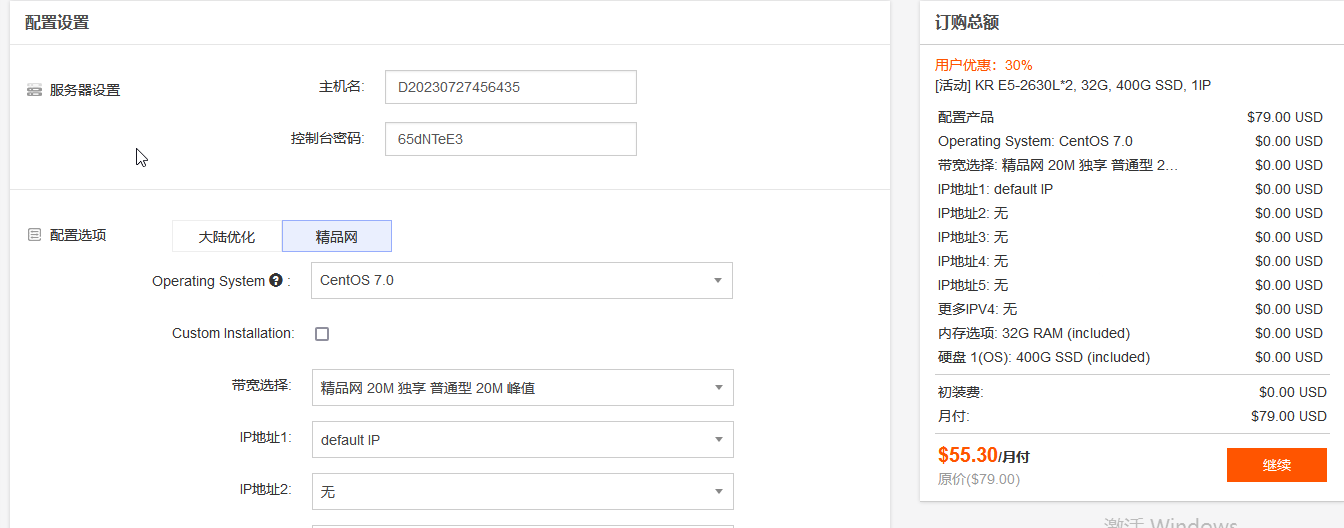 配置设置
服务器设置
主机名:
D20230727456435
控制台密码:
65dNTeE3
配置选项
大陆优化
精品网
Operating System :
CentOS 7.0
Custom Installation:
带宽选择:
精品网 20M 独享 普通型 20M 峰值
IP地址1:
default IP
IP地址2:
无
订购总额
用户优惠：30%
[活动] KR E5-2630L*2, 32G, 400G SSD, 1IP
配置产品 $79.00 USD
Operating System: CentOS 7.0 $0.00 USD
带宽选择: 精品网 20M 独享 普通型 2… $0.00 USD
IP地址1: default IP $0.00 USD
IP地址2: 无 $0.00 USD
IP地址3: 无 $0.00 USD
IP地址4: 无 $0.00 USD
IP地址5: 无 $0.00 USD
更多IPV4: 无 $0.00 USD
内存选项: 32G RAM (included) $0.00 USD
硬盘 1(OS): 400G SSD (included) $0.00 USD
初装费: $0.00 USD
月付: $79.00 USD
$55.30/月付
原价($79.00)
继续
激活 Windows